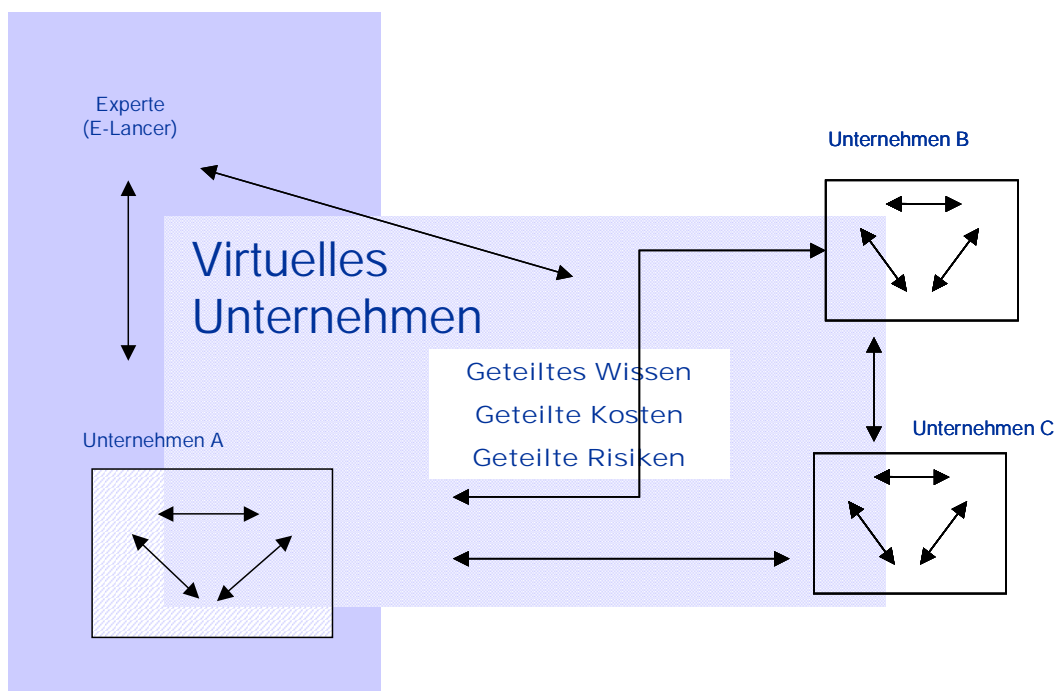 Experte
(E-Lancer)
Unternehmen B
Virtuelles
Unternehmen
Geteiltes Wissen
Geteilte Kosten
Geteilte Risiken
Unternehmen A
Unternehmen C